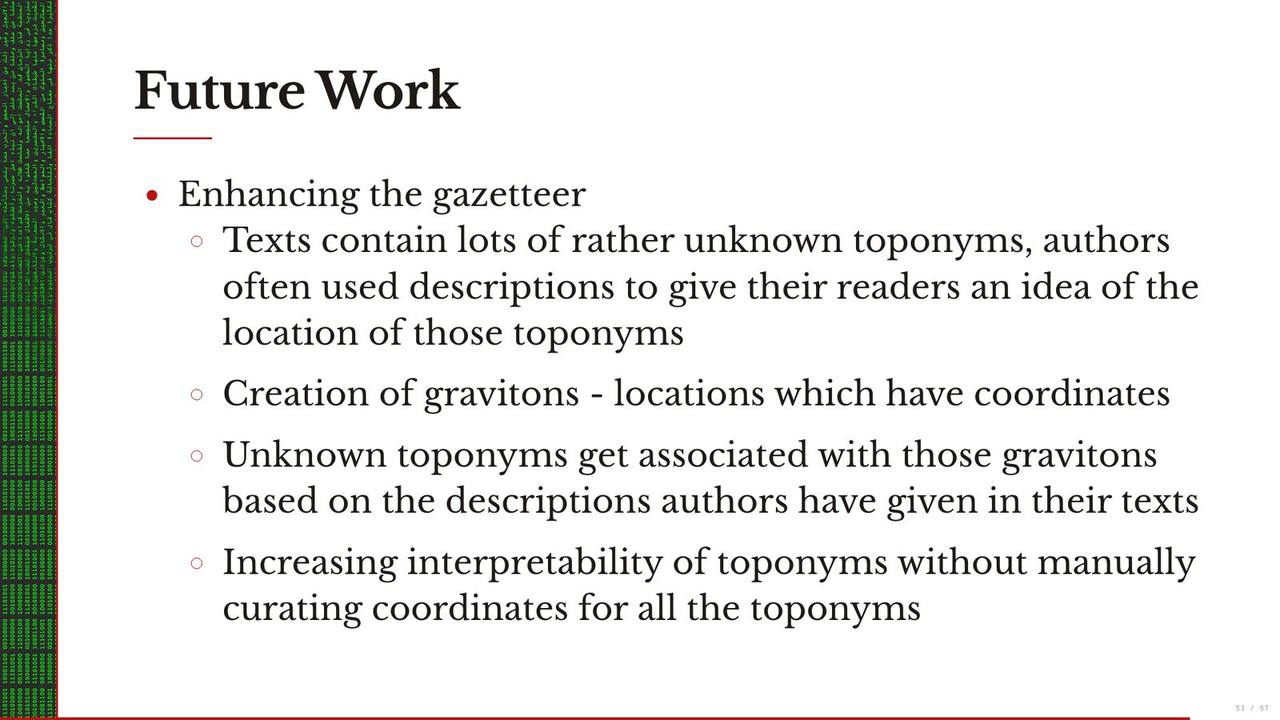 Future Work
• Enhancing the gazetteer
○ Texts contain lots of rather unknown toponyms, authors
often used descriptions to give their readers an idea of the
location of those toponyms
○ Creation of gravitons - locations which have coordinates
○ Unknown toponyms get associated with those gravitons
based on the descriptions authors have given in their texts
○ Increasing interpretability of toponyms without manually
curating coordinates for all the toponyms
53 / 57